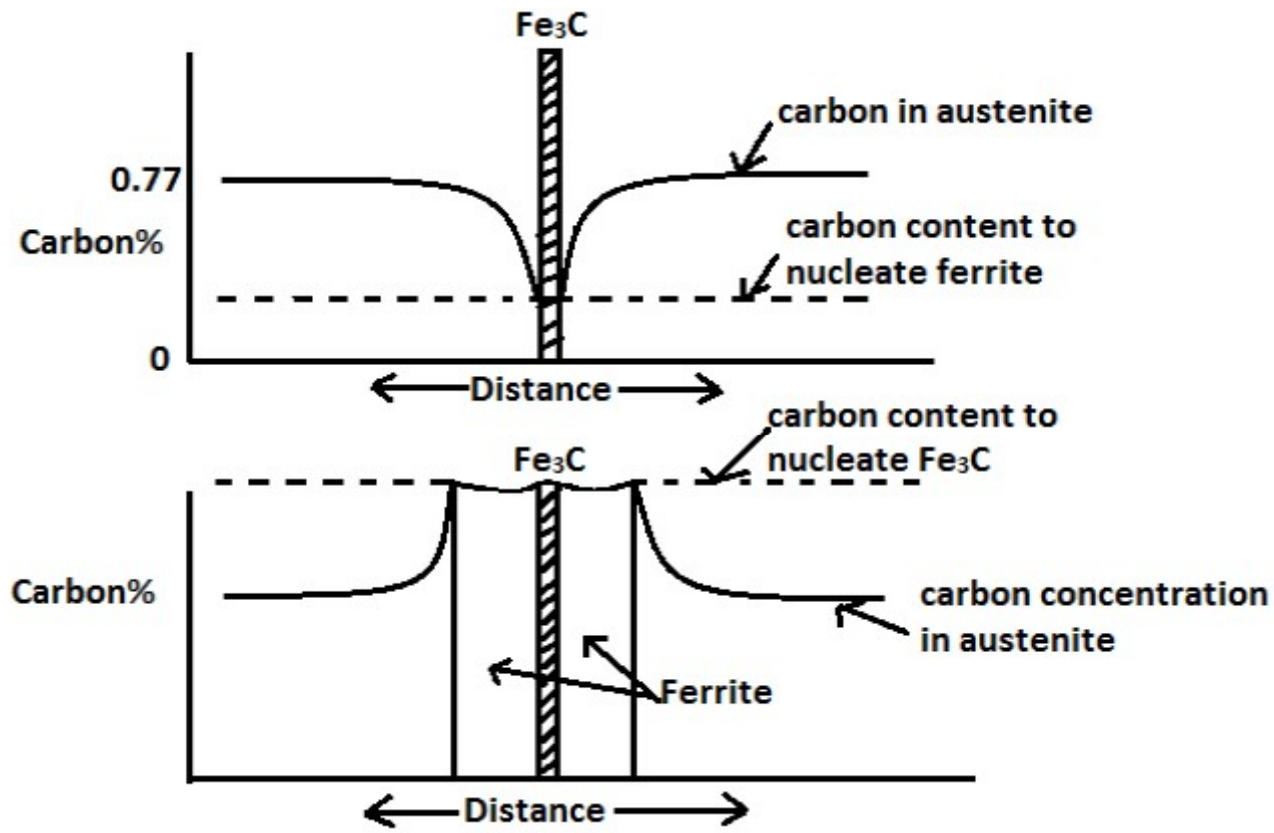 Fe₃C
carbon in austenite
0.77
carbon content to
nucleate ferrite
Carbon%
0
Distance
carbon content to
nucleate Fe₃C
Fe₃C
Carbon%
carbon concentration
in austenite
Ferrite
Distance